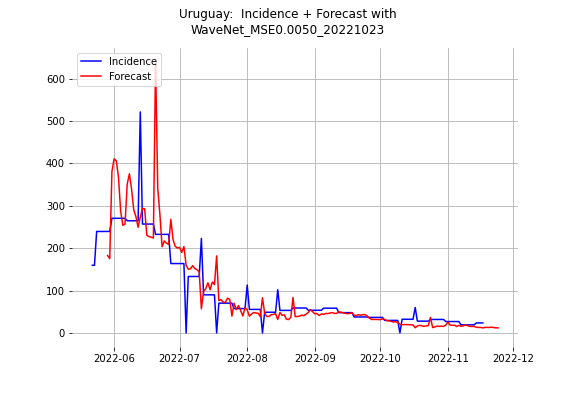 Uruguay:  Incidence + Forecast with
WaveNet_MSE0.0050_20221023
Incidence
Forecast
600
500
400
300
200
100
0
2022-06 2022-07 2022-08 2022-09 2022-10 2022-11 2022-12